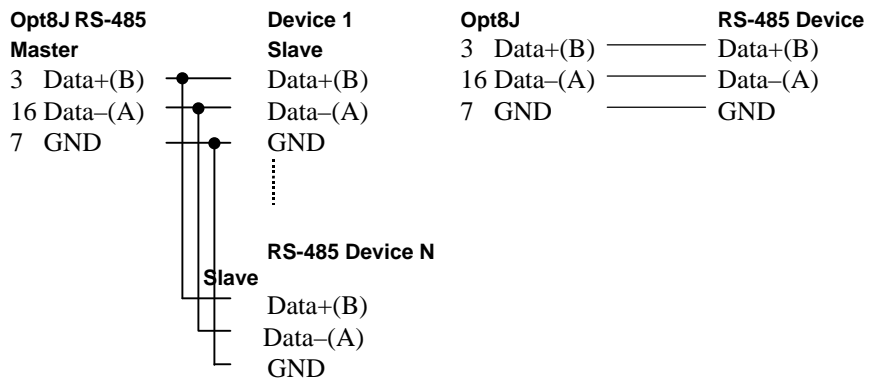 Opt8J RS-485 Device 1
Master Slave
3 Data+(B) Data+(B)
16 Data–(A) Data–(A)
7 GND GND
RS-485 Device N
Slave
Data+(B)
Data–(A)
GND
Opt8J RS-485 Device
3 Data+(B) Data+(B)
16 Data–(A) Data–(A)
7 GND GND